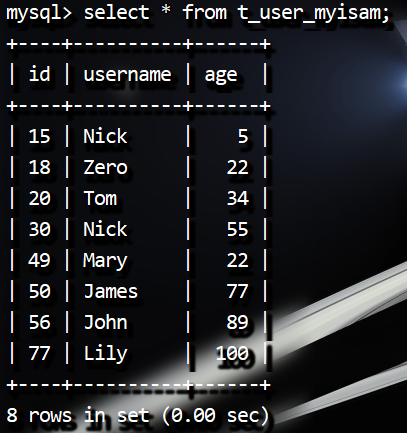 mysql> select * from t_user_myisam;
+----+----------+------+
| id | username | age  |
+----+----------+------+
| 15 | Nick     |    5 |
| 18 | Zero     |   22 |
| 20 | Tom      |   34 |
| 30 | Nick     |   55 |
| 49 | Mary     |   22 |
| 50 | James    |   77 |
| 56 | John     |   89 |
| 77 | Lily     |  100 |
+----+----------+------+
8 rows in set (0.00 sec)